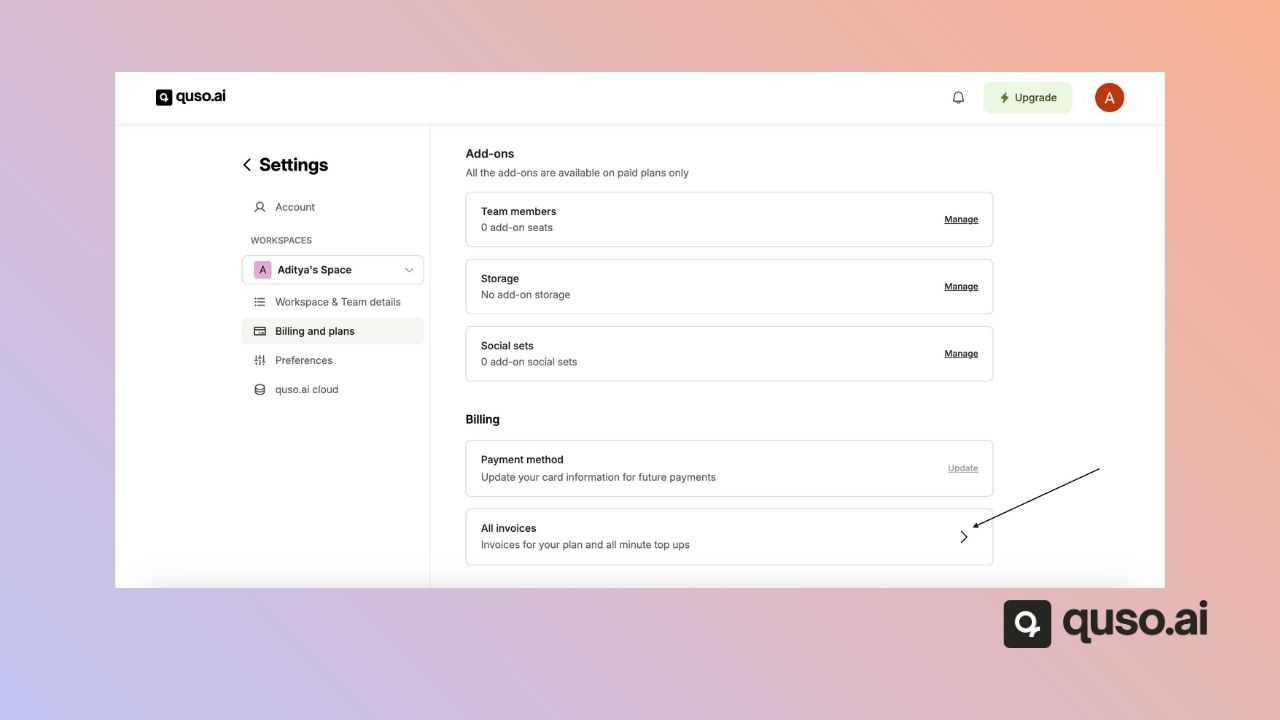 quso.ai
Upgrade
A
Settings
Account
WORKSPACES
A Aditya's Space
Workspace & Team details
Billing and plans
Preferences
quso.ai cloud
Add-ons
All the add-ons are available on paid plans only
Team members
0 add-on seats
Manage
Storage
No add-on storage
Manage
Social sets
0 add-on social sets
Manage
Billing
Payment method
Update your card information for future payments
Update
All invoices
Invoices for your plan and all minute top ups
quso.ai